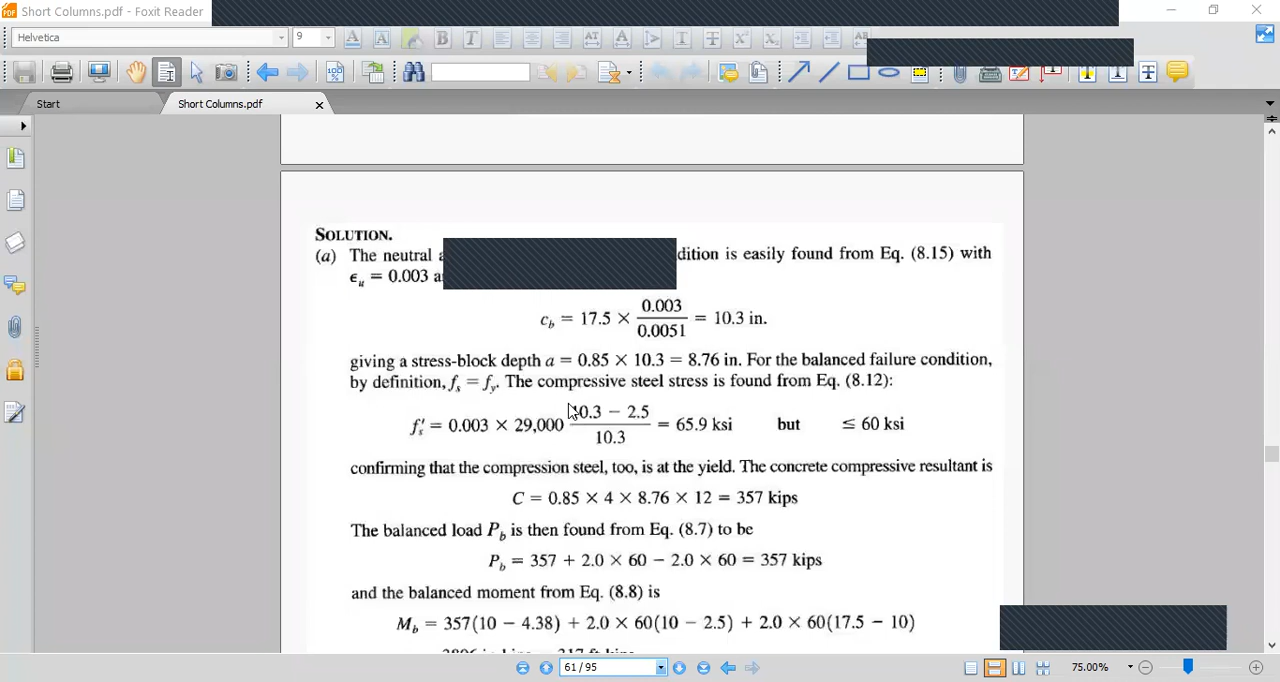 Short Columns.pdf - Foxit Reader
Helvetica
9
Start
Short Columns.pdf
SOLUTION.
(a) The neutral
dition is easily found from Eq. (8.15) with
ϵu = 0.003
cb = 17.5 × 0.003/0.0051 = 10.3 in.
giving a stress-block depth a = 0.85 × 10.3 = 8.76 in. For the balanced failure condition,
by definition, fs = fy. The compressive steel stress is found from Eq. (8.12):
f′s = 0.003 × 29,000 (10.3 − 2.5)/10.3 = 65.9 ksi but ≤ 60 ksi
confirming that the compression steel, too, is at the yield. The concrete compressive resultant is
C = 0.85 × 4 × 8.76 × 12 = 357 kips
The balanced load Pb is then found from Eq. (8.7) to be
Pb = 357 + 2.0 × 60 − 2.0 × 60 = 357 kips
and the balanced moment from Eq. (8.8) is
Mb = 357(10 − 4.38) + 2.0 × 60(10 − 2.5) + 2.0 × 60(17.5 − 10)
61 / 95
75.00%